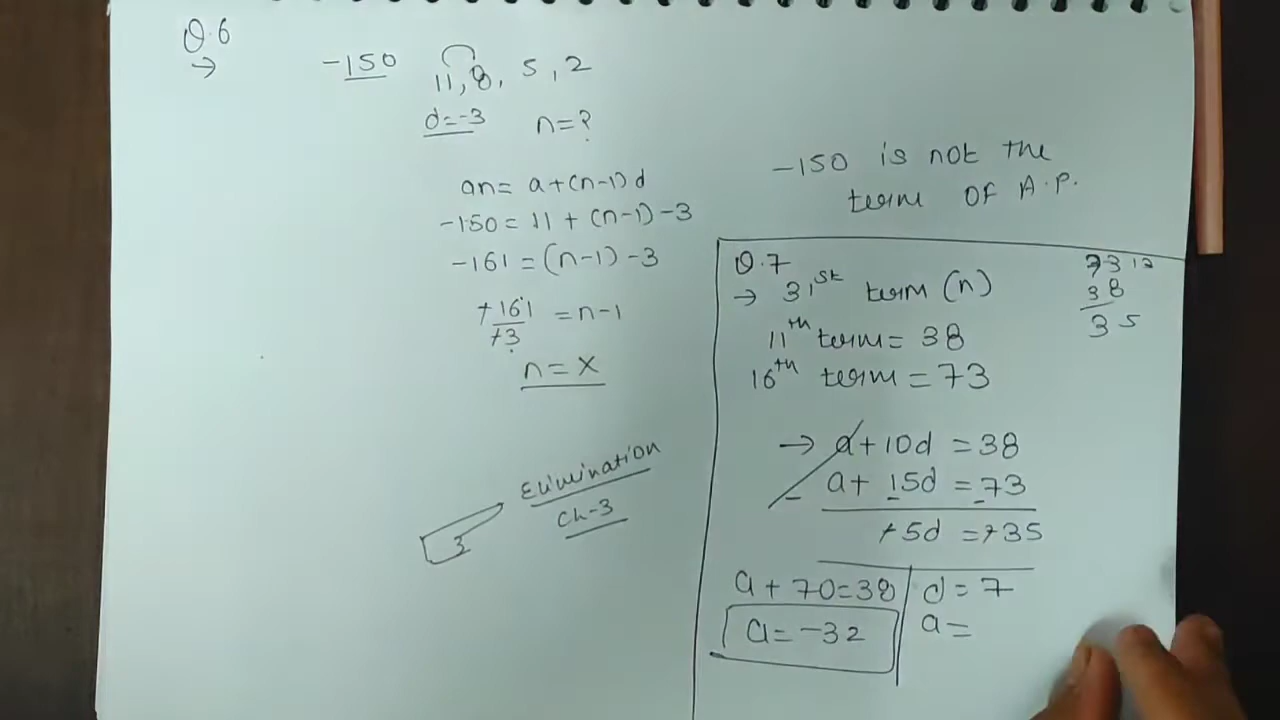 Q.6
→ -150 11, 8, 5, 2
d=-3 n=?
an= a+(n-1) d
-150 = 11 + (n-1) -3
-161 = (n-1) -3
+161/+3 = n-1
n = x
Elimination
Ch-3
-150 is not the
term OF A.P.
Q.7
→ 31st term (n)
11th term = 38
16th term = 73
7 3 13
38
35
→ a+10d = 38
- a+ 15d = 73
- -
+5d = +35
a + 70=38
a= -32
d= 7
a=